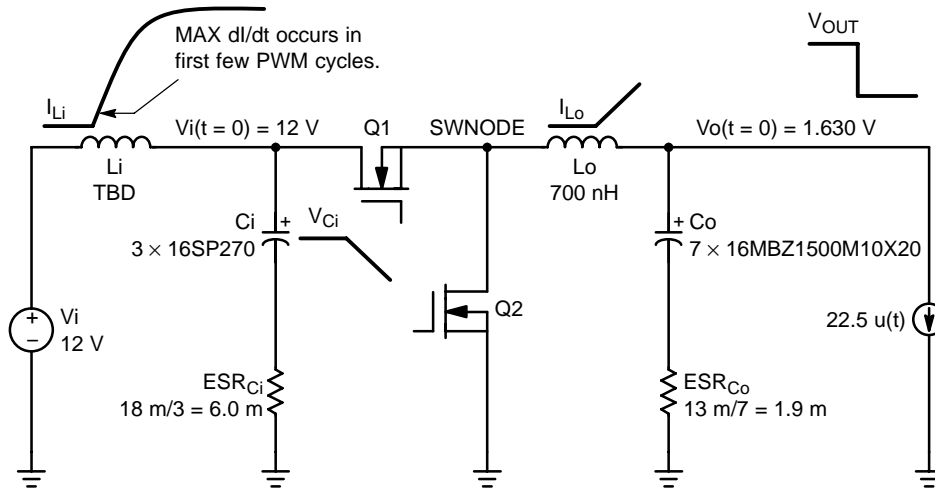 MAX dI/dt occurs in
first few PWM cycles.
V_OUT
I_Li
Vi(t = 0) = 12 V
Q1
SWNODE
I_Lo
Vo(t = 0) = 1.630 V
Li
TBD
Lo
700 nH
Ci
+
3 × 16SP270
V_Ci
+
Co
7 × 16MBZ1500M10X20
Q2
+
−
Vi
12 V
22.5 u(t)
ESR_Ci
18 m/3 = 6.0 m
ESR_Co
13 m/7 = 1.9 m